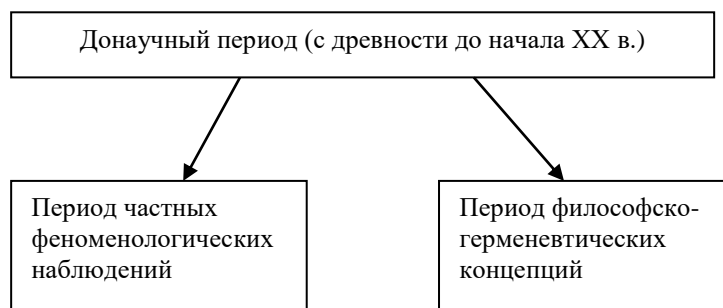 Донаучный период (с древности до начала XX в.)
Период частных
феноменологических
наблюдений
Период философско-
герменевтических
концепций